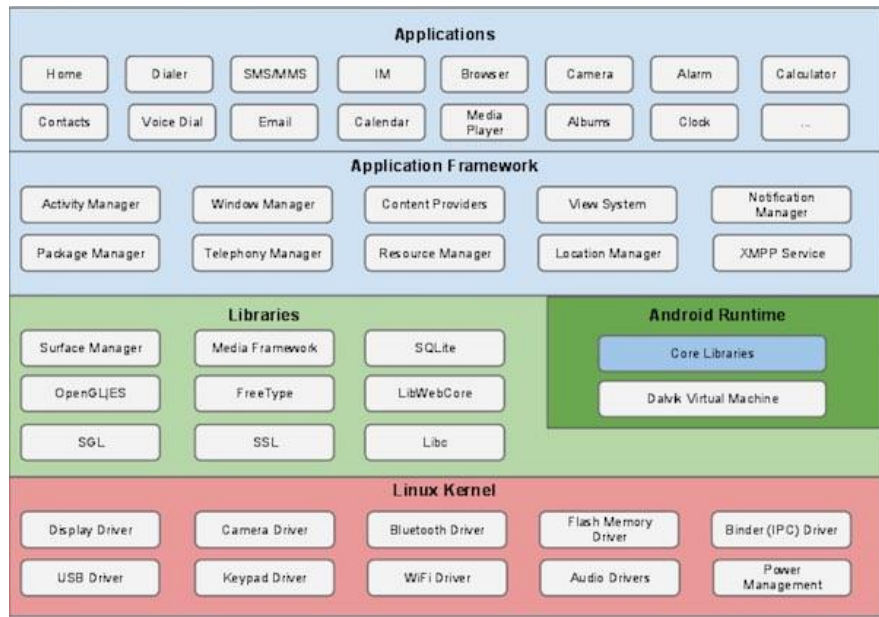 Applications
Home
Dialer
SMS/MMS
IM
Browser
Camera
Alarm
Calculator
Contacts
Voice Dial
Email
Calendar
Media
Player
Albums
Clock
...
Application Framework
Activity Manager
Window Manager
Content Providers
View System
Notification
Manager
Package Manager
Telephony Manager
Resource Manager
Location Manager
XMPP Service
Libraries
Surface Manager
Media Framework
SQLite
OpenGL|ES
FreeType
LibWebCore
SGL
SSL
Libc
Android Runtime
Core Libraries
Dalvik Virtual Machine
Linux Kernel
Display Driver
Camera Driver
Bluetooth Driver
Flash Memory
Driver
Binder (IPC) Driver
USB Driver
Keypad Driver
WiFi Driver
Audio Drivers
Power
Management